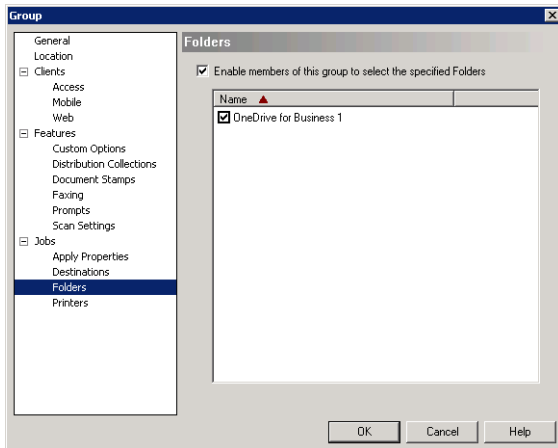 Group
General
Location
Clients
Access
Mobile
Web
Features
Custom Options
Distribution Collections
Document Stamps
Faxing
Prompts
Scan Settings
Jobs
Apply Properties
Destinations
Folders
Printers
Folders
Enable members of this group to select the specified Folders
Name
OneDrive for Business 1
OK Cancel Help